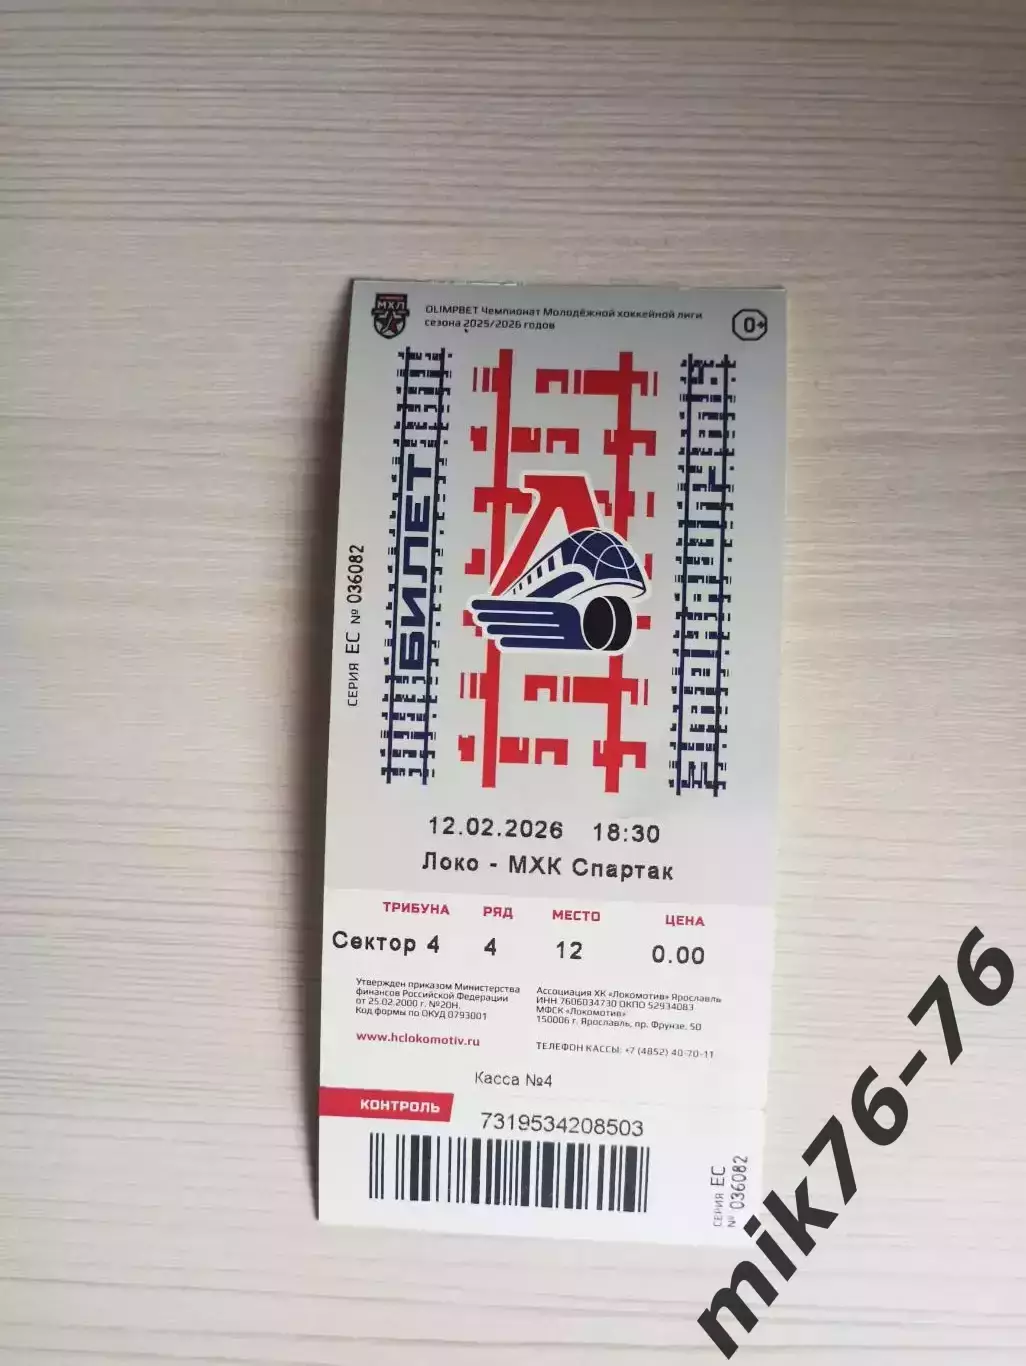 МХЛ
OLIMPBET Чемпионат Молодёжной хоккейной лиги
сезона 2025/2026 годов
0+
БИЛЕТ
СЕРИЯ ЕС № 036082
12.02.2026 18:30
Локо - МХК Спартак
ТРИБУНА РЯД МЕСТО ЦЕНА
Сектор 4 4 12 0.00
Утвержден приказом Министерства
финансов Российской Федерации
от 25.02.2000 г. №20Н.
Код формы по ОКУД 0793001
www.hclokomotiv.ru
Ассоциация ХК «Локомотив» Ярославль
ИНН 7606034730 ОКПО 52934083
МФСК «Локомотив»
150006 г. Ярославль, пр. Фрунзе, 50
ТЕЛЕФОН КАССЫ: +7 (4852) 40-70-11
Касса №4
КОНТРОЛЬ
7319534208503
СЕРИЯ ЕС
№ 036082
mik76-76